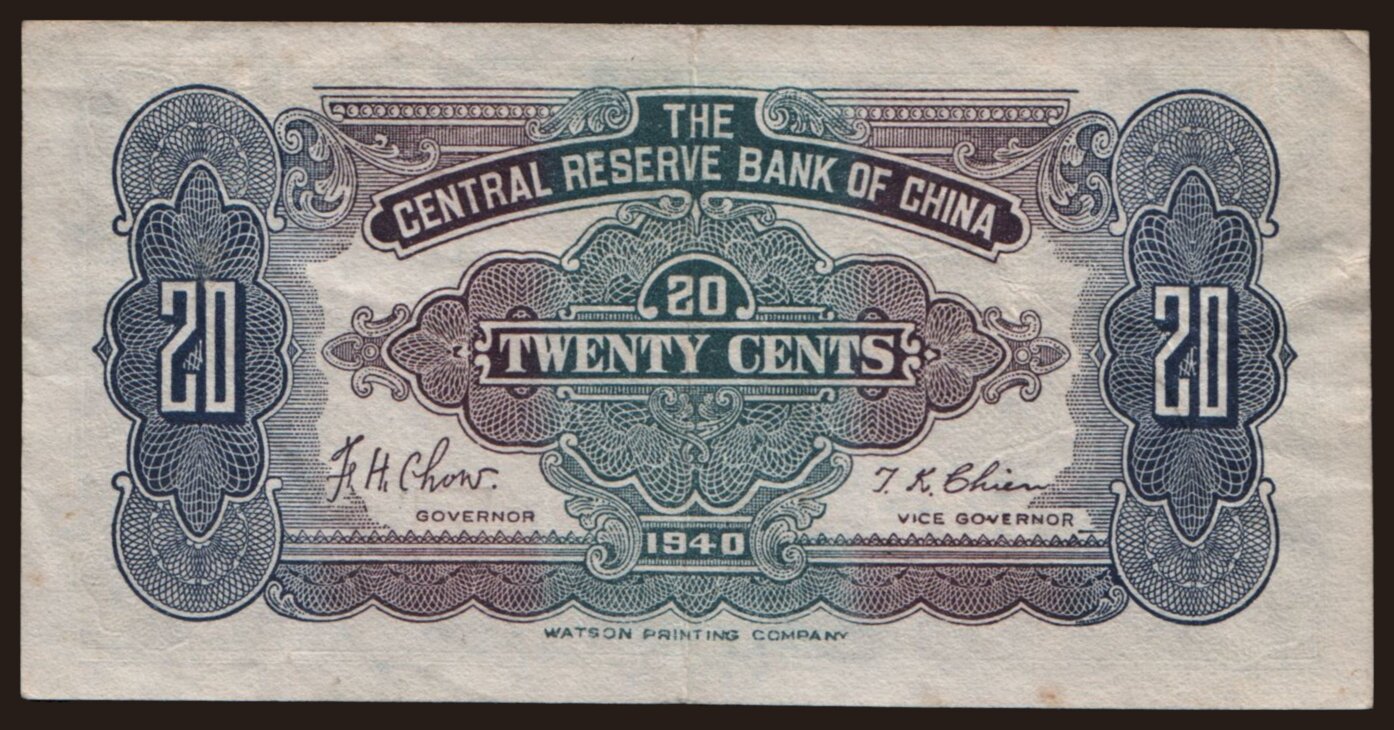 THE
CENTRAL RESERVE BANK OF CHINA
20
TWENTY CENTS
20
20
F. H. Chow.
T. K. Chien
GOVERNOR
VICE GOVERNOR
1940
WATSON PRINTING COMPANY